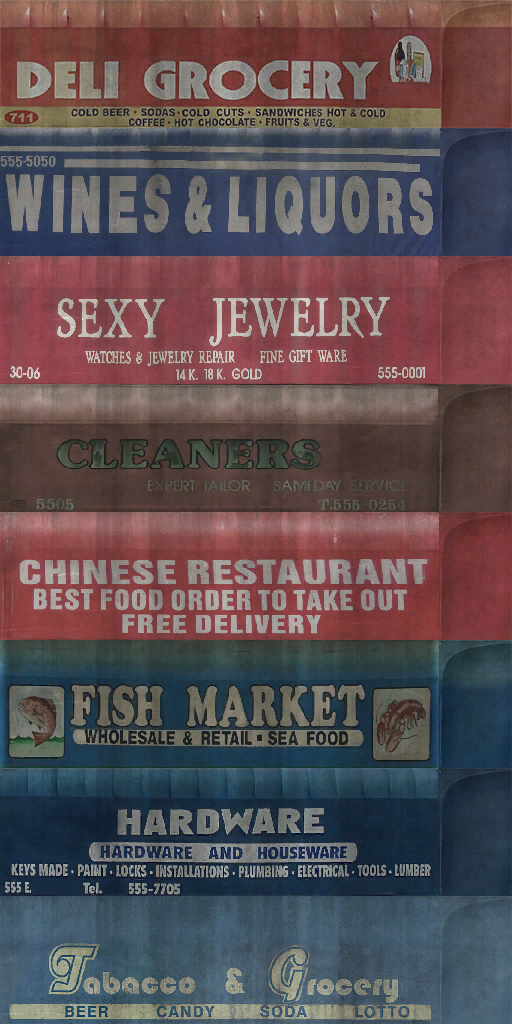 DELI GROCERY
711
COLD BEER · SODAS · COLD CUTS · SANDWICHES HOT & COLD
COFFEE · HOT CHOCOLATE · FRUITS & VEG.
555-5050
WINES & LIQUORS
SEXY JEWELRY
WATCHES & JEWELRY REPAIR FINE GIFT WARE
30-06 14 K. 18 K. GOLD 555-0001
CLEANERS
EXPERT TAILOR SAMEDAY SERVICE
5505 T.555-0254
CHINESE RESTAURANT
BEST FOOD ORDER TO TAKE OUT
FREE DELIVERY
FISH MARKET
WHOLESALE & RETAIL · SEA FOOD
HARDWARE
HARDWARE AND HOUSEWARE
KEYS MADE · PAINT · LOCKS · INSTALLATIONS · PLUMBING · ELECTRICAL · TOOLS · LUMBER
555 E. Tel. 555-7705
Tabacco & Grocery
BEER CANDY SODA LOTTO